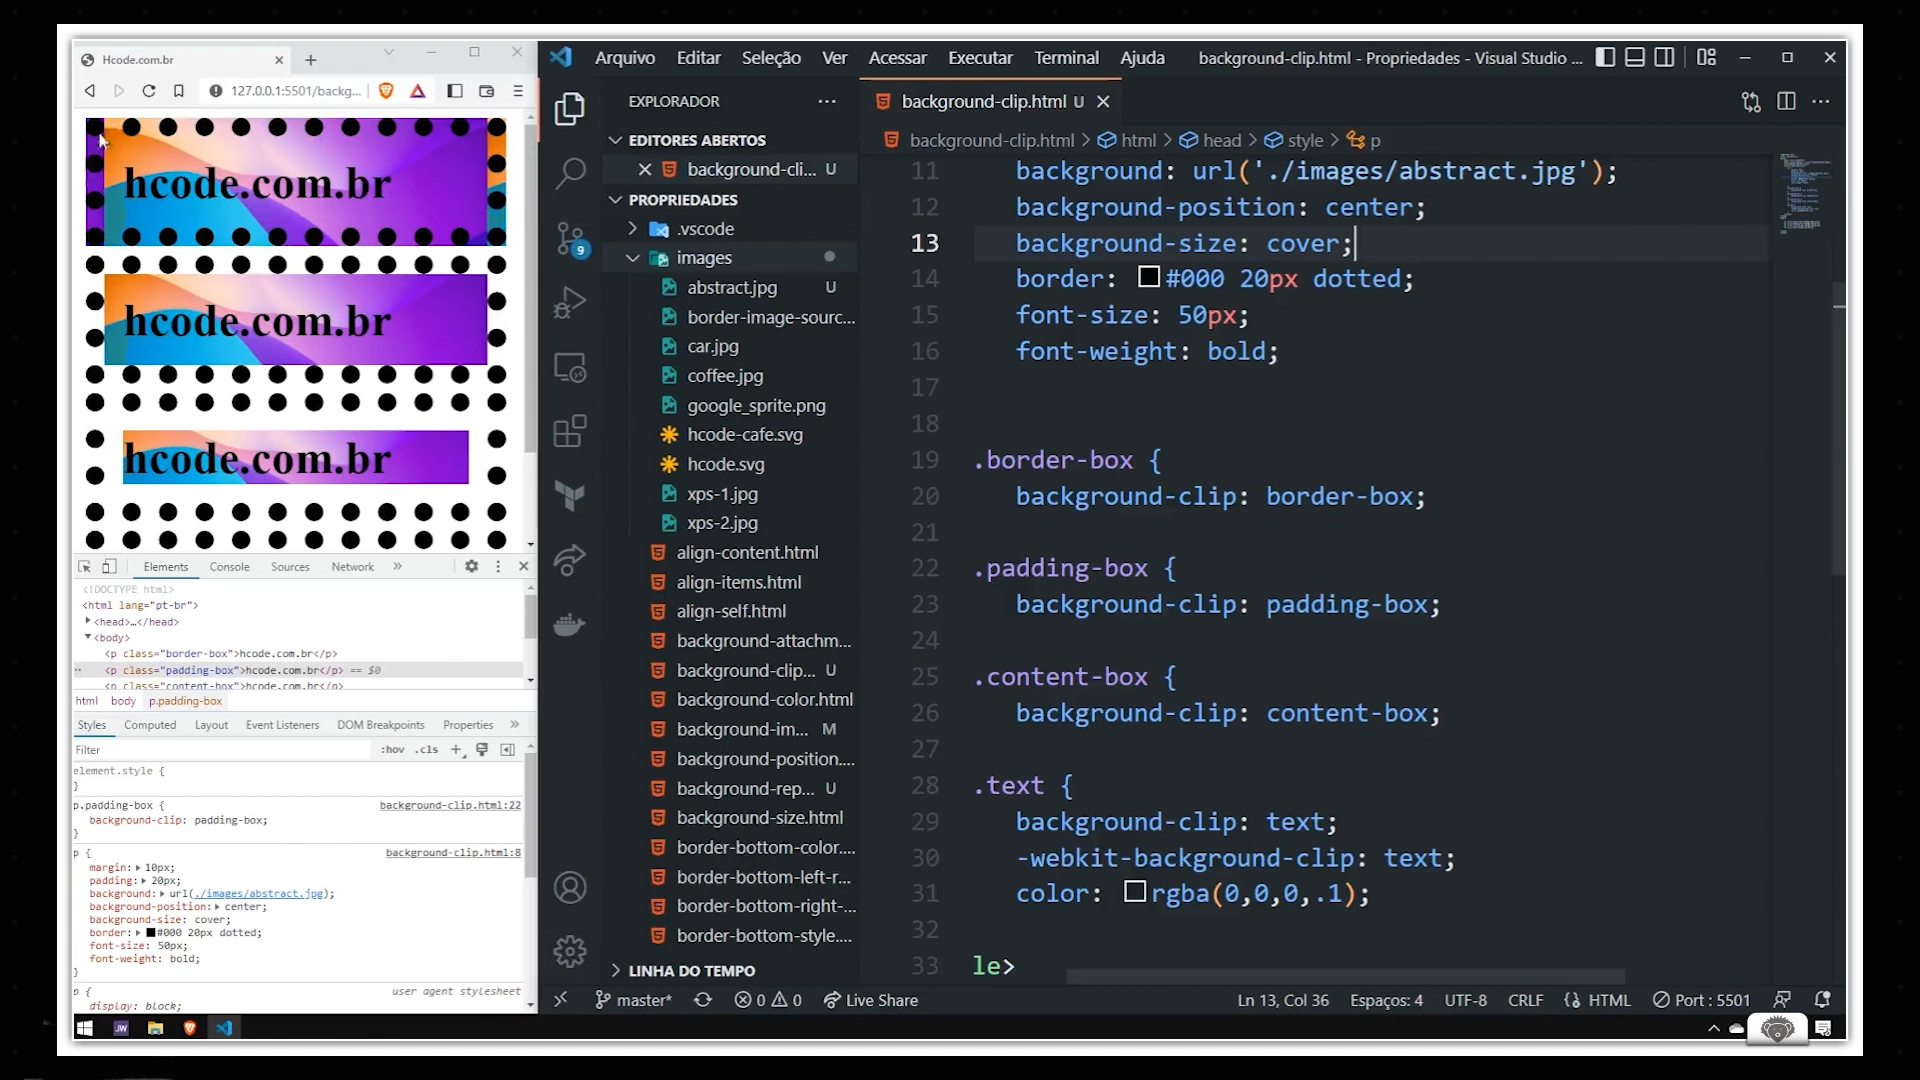 Hcode.com.br
127.0.0.1:5501/backg...
hcode.com.br
hcode.com.br
hcode.com.br
Elements Console Sources Network »
<!DOCTYPE html>
<html lang="pt-br">
<head>…</head>
<body>
<p class="border-box">hcode.com.br</p>
<p class="padding-box">hcode.com.br</p> == $0
<p class="content-box">hcode.com.br</p>
html body p.padding-box
Styles Computed Layout Event Listeners DOM Breakpoints Properties »
Filter :hov .cls +
element.style {
}
p.padding-box { background-clip.html:22
background-clip: padding-box;
}
p { background-clip.html:8
margin: 10px;
padding: 20px;
background: url(./images/abstract.jpg);
background-position: center;
background-size: cover;
border: #000 20px dotted;
font-size: 50px;
font-weight: bold;
}
p { user agent stylesheet
display: block;
Arquivo Editar Seleção Ver Acessar Executar Terminal Ajuda background-clip.html - Propriedades - Visual Studio ...
EXPLORADOR ...
EDITORES ABERTOS
background-cli... U
PROPRIEDADES
.vscode
images
abstract.jpg U
border-image-sourc...
car.jpg
coffee.jpg
google_sprite.png
hcode-cafe.svg
hcode.svg
xps-1.jpg
xps-2.jpg
align-content.html
align-items.html
align-self.html
background-attachm...
background-clip... U
background-color.html
background-im... M
background-position....
background-rep... U
background-size.html
border-bottom-color....
border-bottom-left-r...
border-bottom-right-...
border-bottom-style....
LINHA DO TEMPO
9
background-clip.html U
background-clip.html > html > head > style > p
11 background: url('./images/abstract.jpg');
12 background-position: center;
13 background-size: cover;
14 border: #000 20px dotted;
15 font-size: 50px;
16 font-weight: bold;
17
18
19 .border-box {
20 background-clip: border-box;
21
22 .padding-box {
23 background-clip: padding-box;
24
25 .content-box {
26 background-clip: content-box;
27
28 .text {
29 background-clip: text;
30 -webkit-background-clip: text;
31 color: rgba(0,0,0,.1);
32
33 le>
master* 0 0 Live Share Ln 13, Col 36 Espaços: 4 UTF-8 CRLF HTML Port : 5501
JW